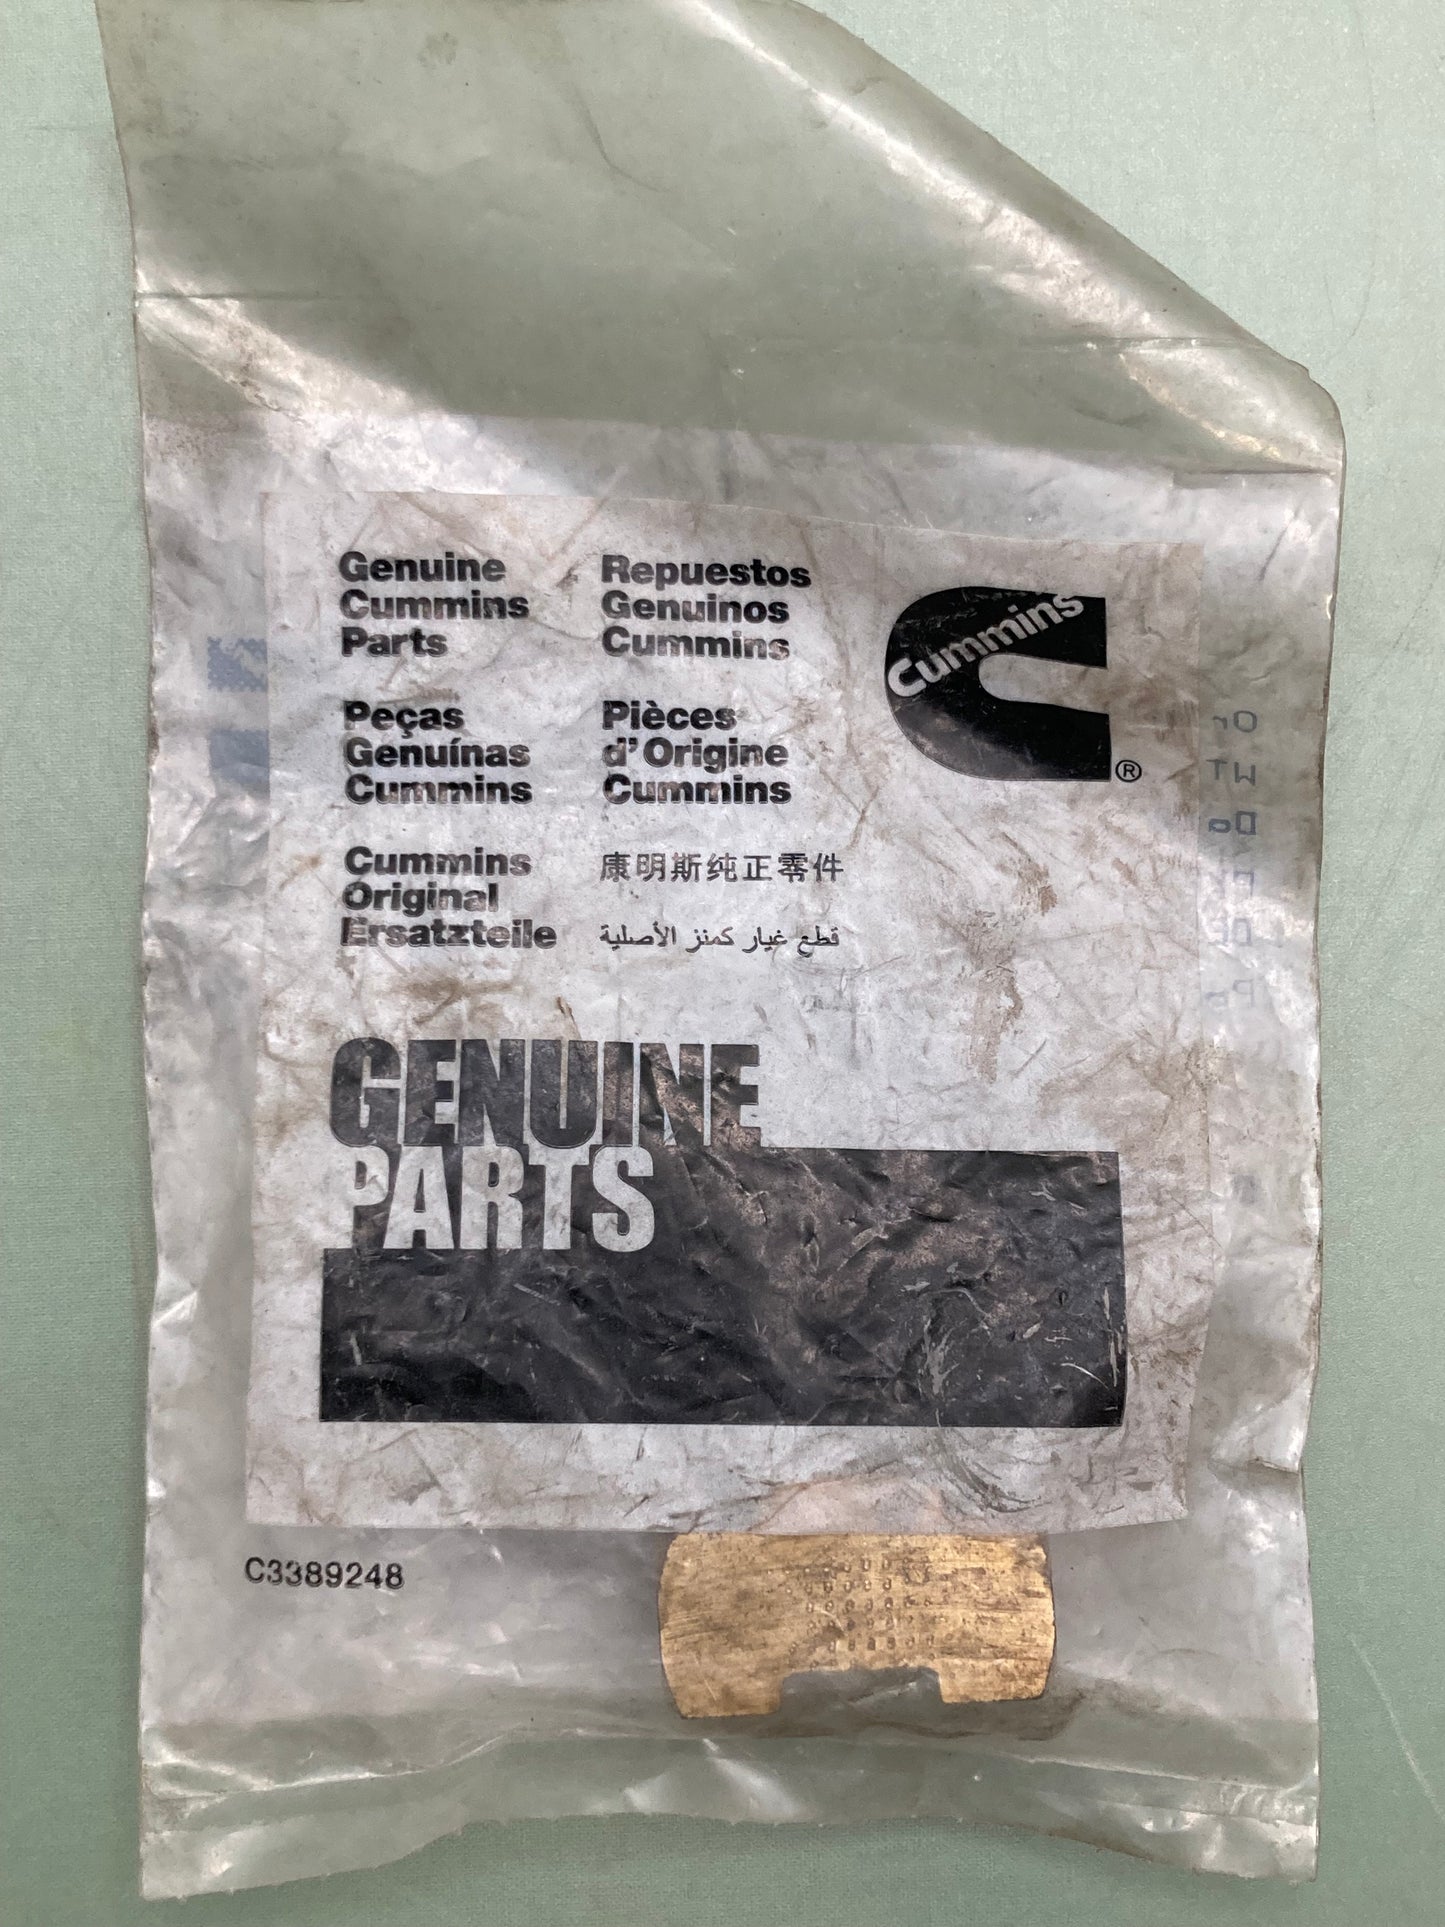 Genuine
Cummins
Parts
Repuestos
Genuinos
Cummins
Peças
Genuínas
Cummins
Pièces
d'Origine
Cummins
Cummins
Original
Ersatzteile
康明斯纯正零件
قطع غيار كمنز الأصلية
Cummins
®
GENUINE
PARTS
C3389248